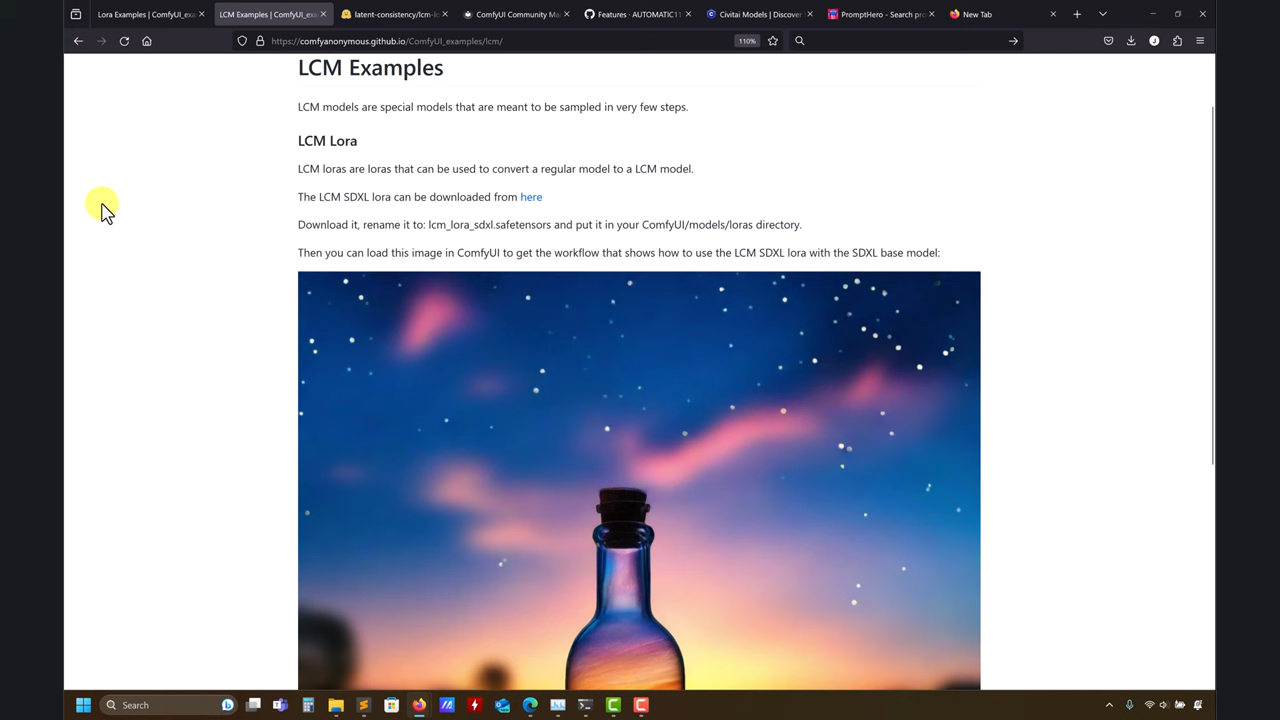 Lora Examples | ComfyUI_exa
LCM Examples | ComfyUI_exa
latent-consistency/lcm-lo
ComfyUI Community Ma
Features · AUTOMATIC11
Civitai Models | Discover
PromptHero - Search pro
New Tab
https://comfyanonymous.github.io/ComfyUI_examples/lcm/
110%
J
LCM Examples
LCM models are special models that are meant to be sampled in very few steps.
LCM Lora
LCM loras are loras that can be used to convert a regular model to a LCM model.
The LCM SDXL lora can be downloaded from here
Download it, rename it to: lcm_lora_sdxl.safetensors and put it in your ComfyUI/models/loras directory.
Then you can load this image in ComfyUI to get the workflow that shows how to use the LCM SDXL lora with the SDXL base model:
Search